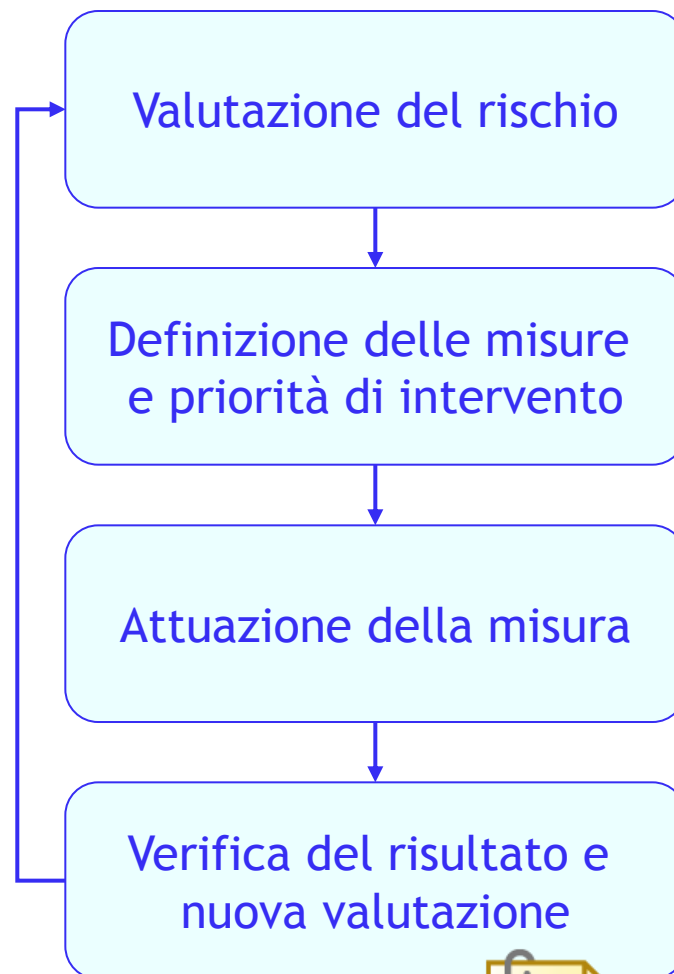 Valutazione del rischio
Definizione delle misure
e priorità di intervento
Attuazione della misura
Verifica del risultato e
nuova valutazione